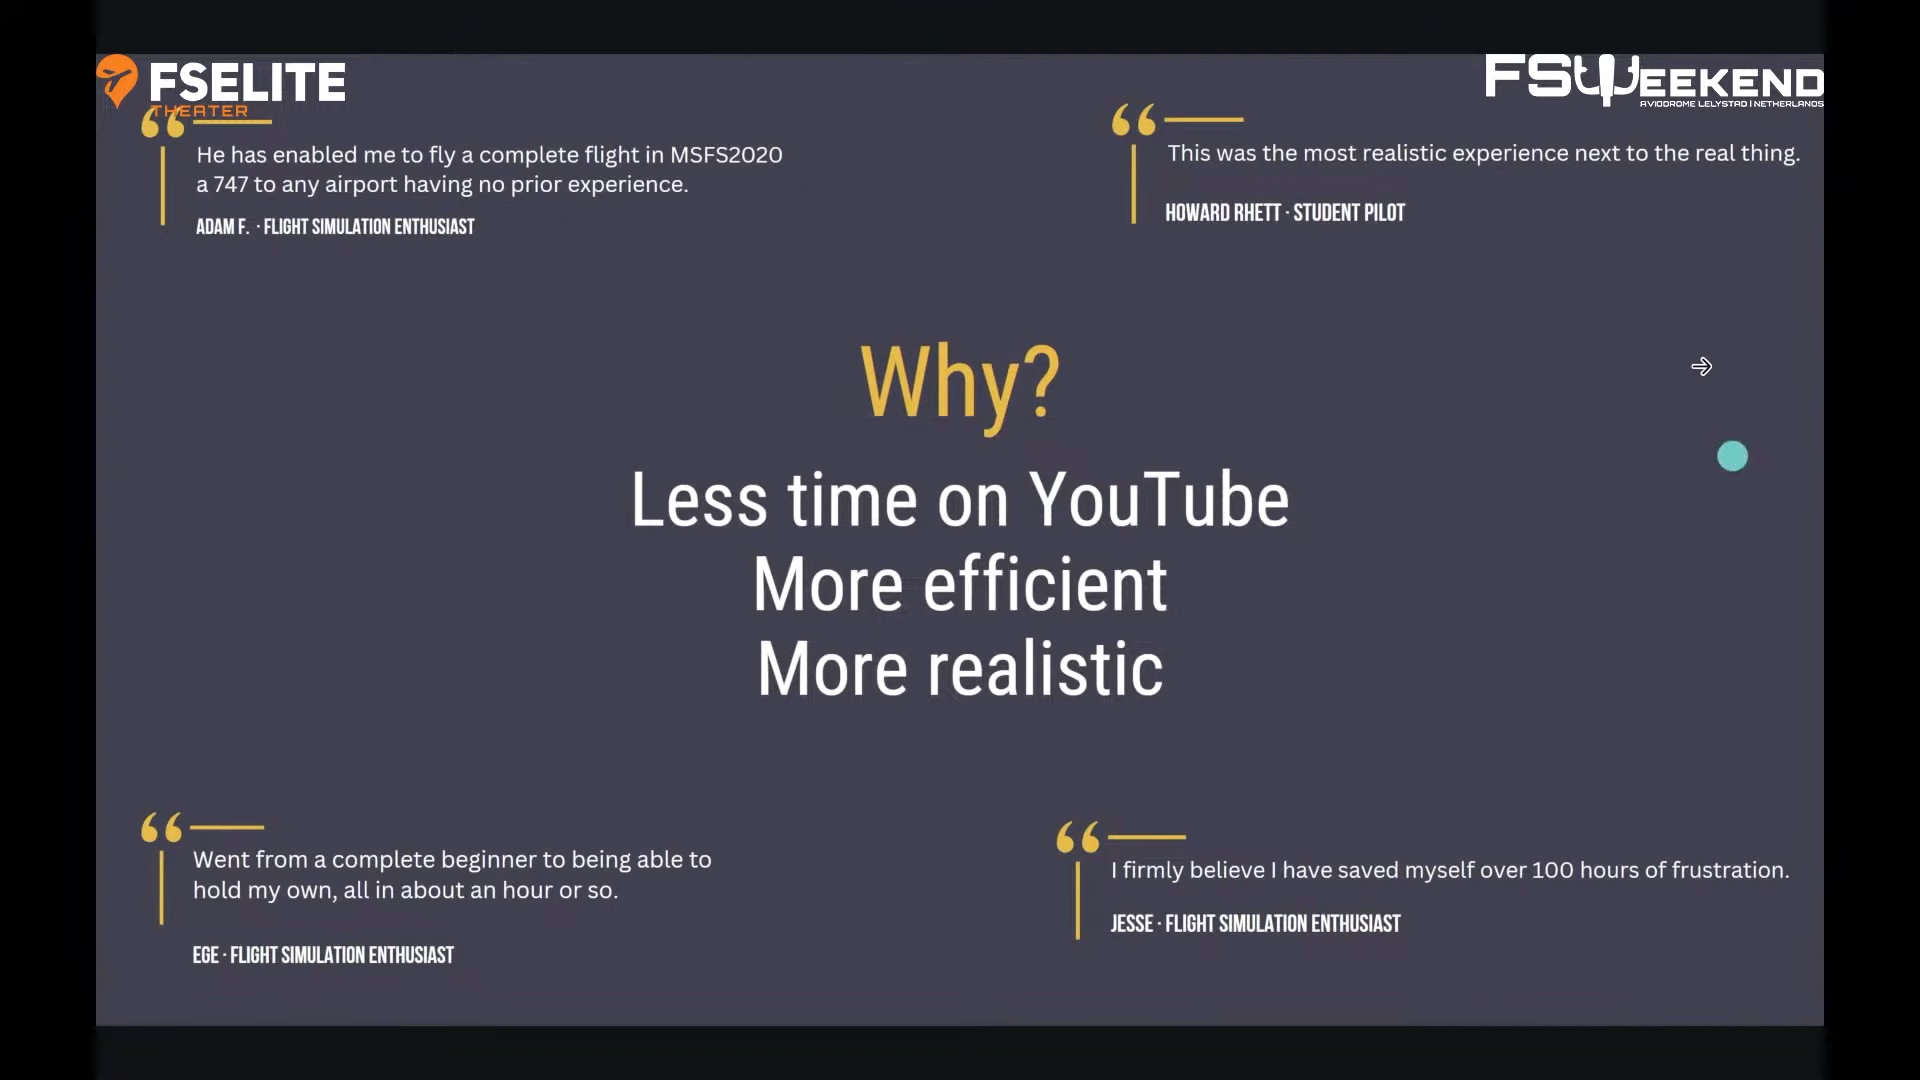 FSELITE
THEATER
FSWEEKEND
AVIODROME LELYSTAD | NETHERLANDS
“
He has enabled me to fly a complete flight in MSFS2020
a 747 to any airport having no prior experience.
ADAM F. · FLIGHT SIMULATION ENTHUSIAST
“
This was the most realistic experience next to the real thing.
HOWARD RHETT · STUDENT PILOT
Why?
Less time on YouTube
More efficient
More realistic
“
Went from a complete beginner to being able to
hold my own, all in about an hour or so.
EGE · FLIGHT SIMULATION ENTHUSIAST
“
I firmly believe I have saved myself over 100 hours of frustration.
JESSE · FLIGHT SIMULATION ENTHUSIAST